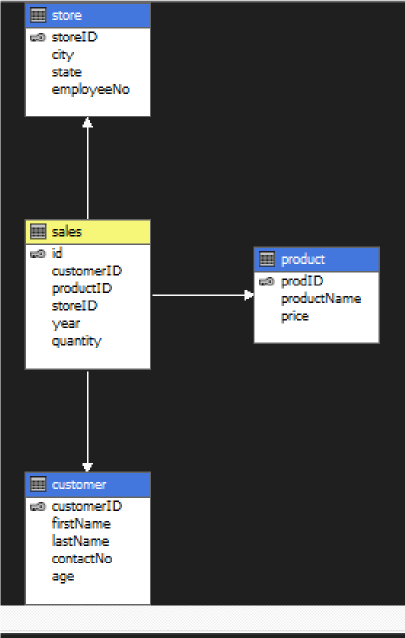 store
storeID
city
state
employeeNo
sales
id
customerID
productID
storeID
year
quantity
product
prodID
productName
price
customer
customerID
firstName
lastName
contactNo
age